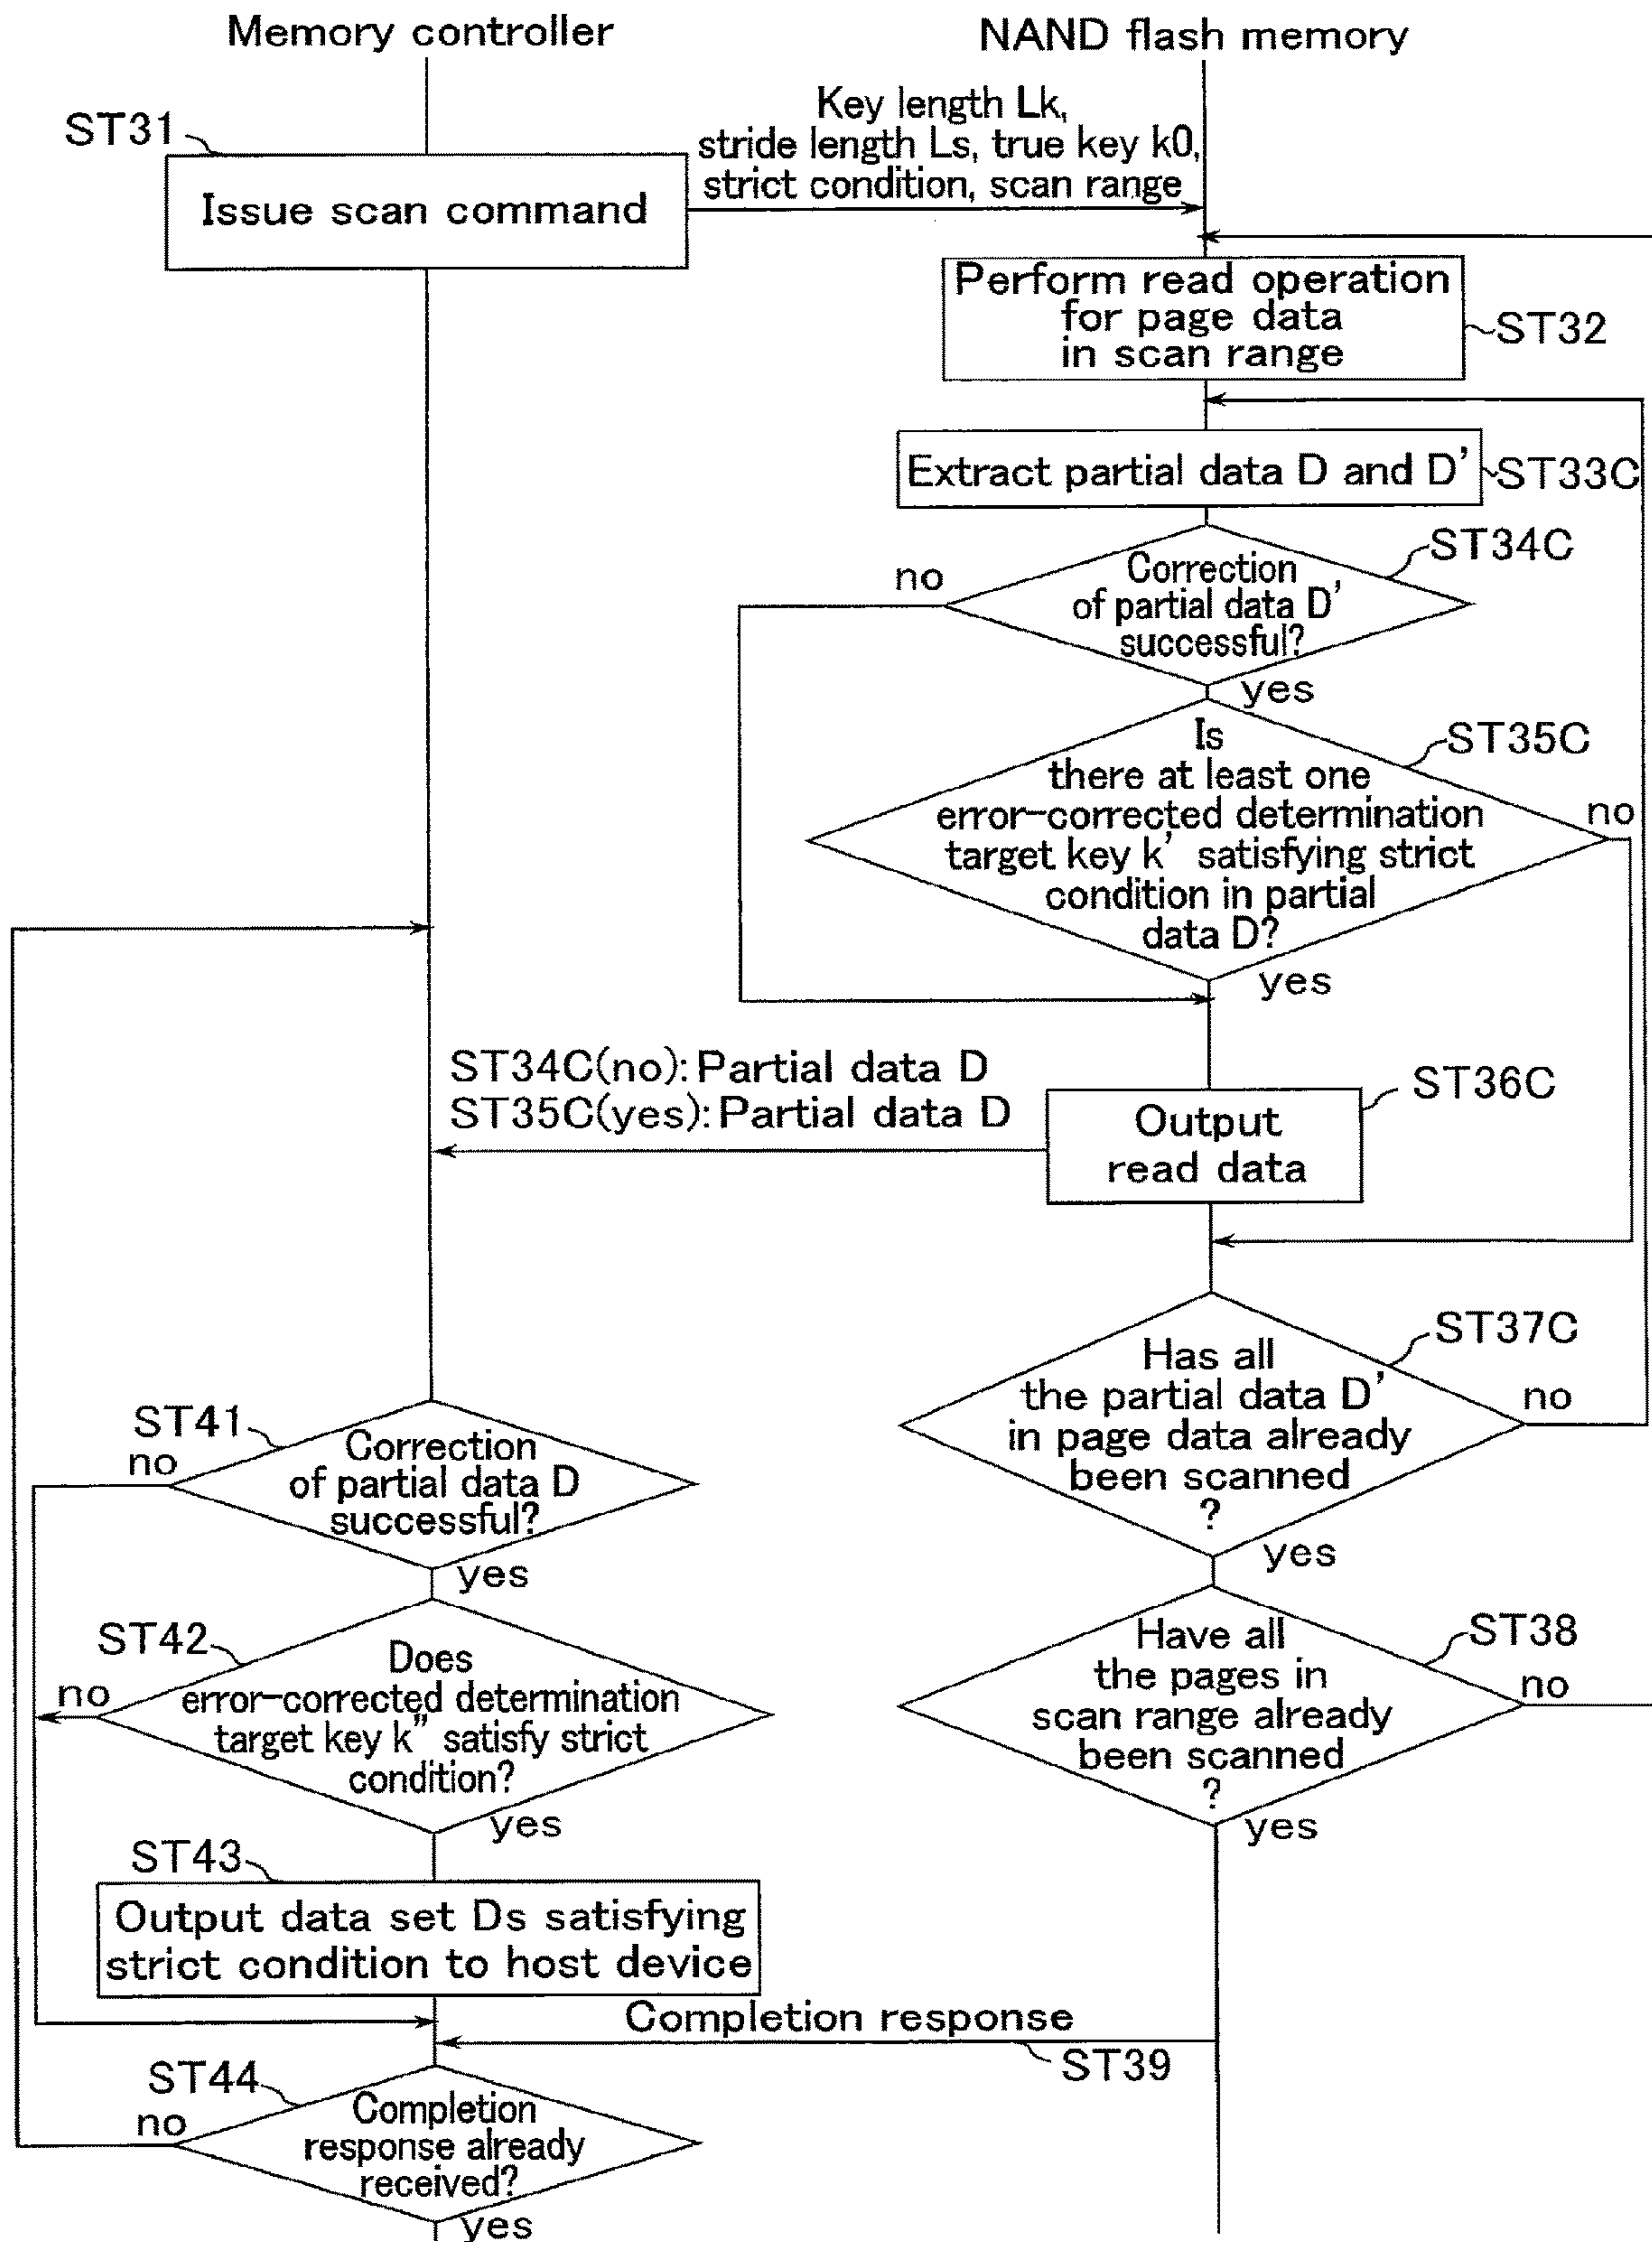 Memory controller
NAND flash memory
Key length Lk,
stride length Ls, true key k0,
strict condition, scan range
ST31
Issue scan command
Perform read operation
for page data
in scan range
ST32
Extract partial data D and D'
ST33C
ST34C
no
Correction
of partial data D'
successful?
yes
ST35C
Is
there at least one
error-corrected determination
target key k' satisfying strict
condition in partial
data D?
no
yes
ST34C(no): Partial data D
ST35C(yes): Partial data D
ST36C
Output
read data
ST37C
Has all
the partial data D'
in page data already
been scanned
?
no
yes
ST41
no
Correction
of partial data D
successful?
yes
ST38
Have all
the pages in
scan range already
been scanned
?
no
yes
ST42
no
Does
error-corrected determination
target key k" satisfy strict
condition?
yes
ST43
Output data set Ds satisfying
strict condition to host device
Completion response
ST39
ST44
no
Completion
response already
received?
yes